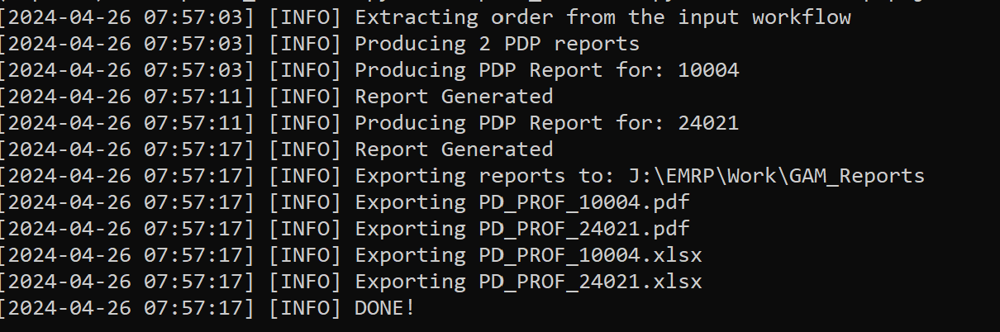 [2024-04-26 07:57:03] [INFO] Extracting order from the input workflow
[2024-04-26 07:57:03] [INFO] Producing 2 PDP reports
[2024-04-26 07:57:03] [INFO] Producing PDP Report for: 10004
[2024-04-26 07:57:11] [INFO] Report Generated
[2024-04-26 07:57:11] [INFO] Producing PDP Report for: 24021
[2024-04-26 07:57:17] [INFO] Report Generated
[2024-04-26 07:57:17] [INFO] Exporting reports to: J:\EMRP\Work\GAM_Reports
[2024-04-26 07:57:17] [INFO] Exporting PD_PROF_10004.pdf
[2024-04-26 07:57:17] [INFO] Exporting PD_PROF_24021.pdf
[2024-04-26 07:57:17] [INFO] Exporting PD_PROF_10004.xlsx
[2024-04-26 07:57:17] [INFO] Exporting PD_PROF_24021.xlsx
[2024-04-26 07:57:17] [INFO] DONE!